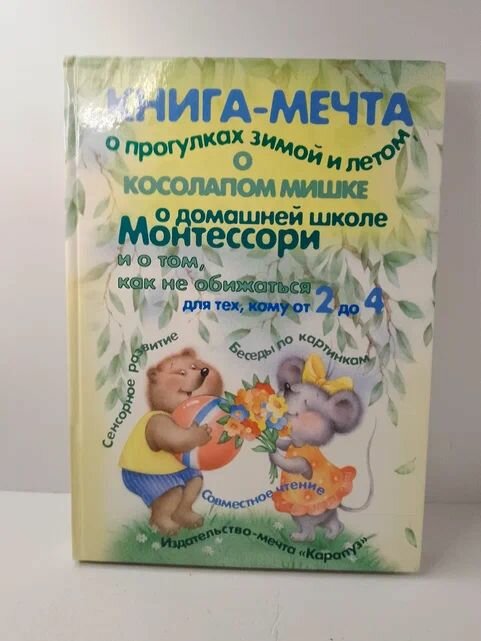 КНИГА-МЕЧТА
о прогулках зимой и летом,
о
косолапом мишке
о домашней школе
Монтессори
и о том,
как не обижаться
для тех, кому от 2 до 4
Сенсорное развитие
Беседы по картинкам
Совместное чтение
Издательство-мечта «Карапуз»